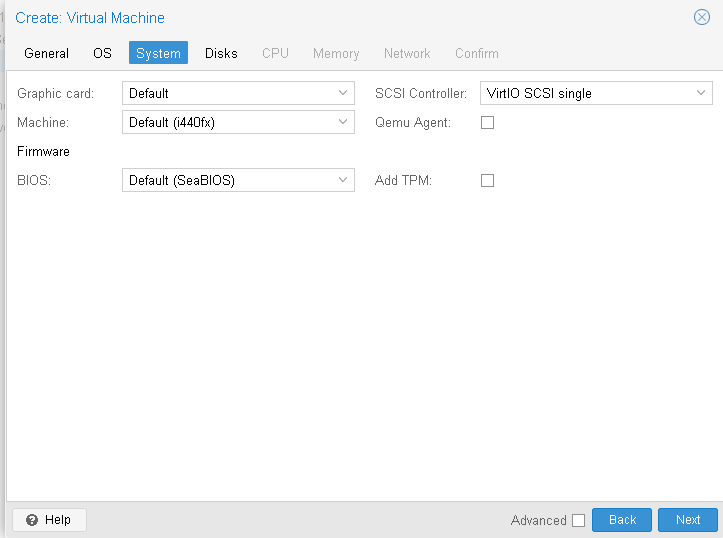 Create: Virtual Machine
General OS System Disks CPU Memory Network Confirm
Graphic card: Default SCSI Controller: VirtIO SCSI single
Machine: Default (i440fx) Qemu Agent:
Firmware
BIOS: Default (SeaBIOS) Add TPM:
Help Advanced Back Next